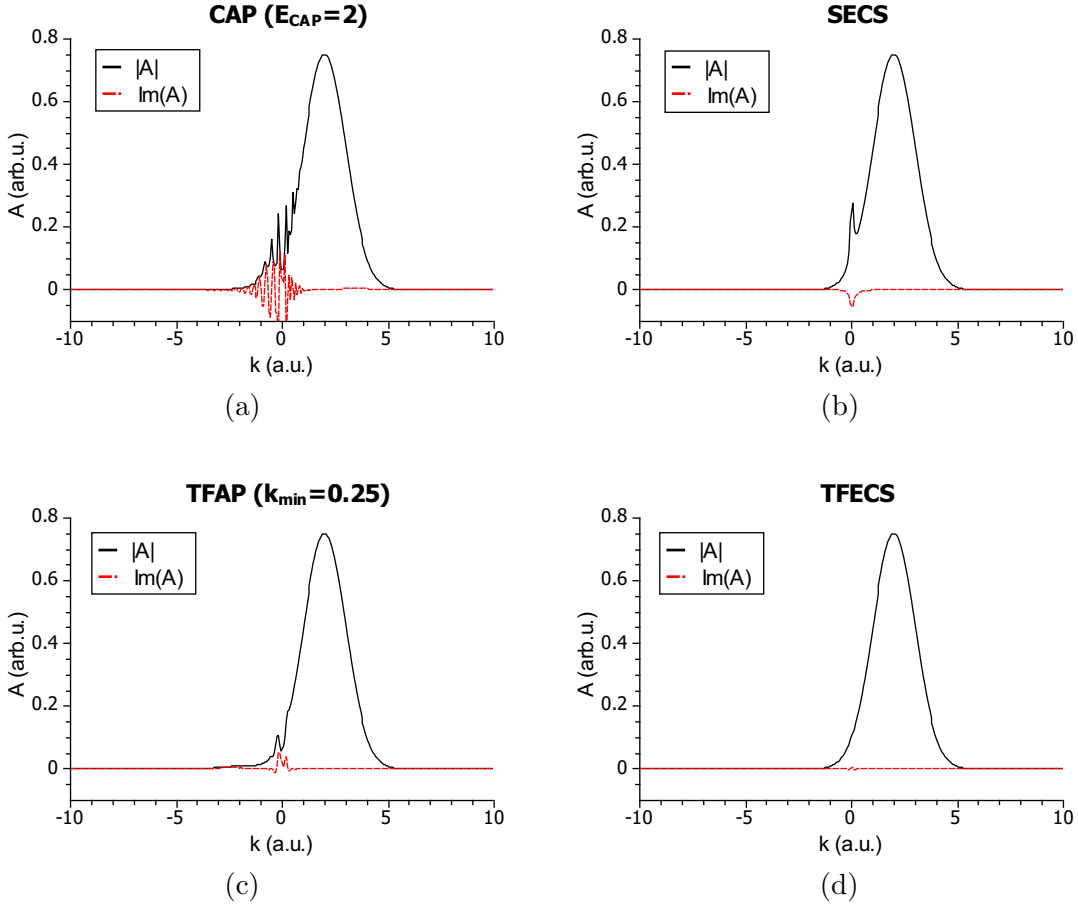 CAP (E_CAP=2)
0.8
0.6
0.4
0.2
0
A (arb.u.)
|A|
Im(A)
-10
-5
0
5
10
k (a.u.)
(a)
SECS
0.8
0.6
0.4
0.2
0
A (arb.u.)
|A|
Im(A)
-10
-5
0
5
10
k (a.u.)
(b)
TFAP (k_min=0.25)
0.8
0.6
0.4
0.2
0
A (arb.u.)
|A|
Im(A)
-10
-5
0
5
10
k (a.u.)
(c)
TFECS
0.8
0.6
0.4
0.2
0
A (arb.u.)
|A|
Im(A)
-10
-5
0
5
10
k (a.u.)
(d)